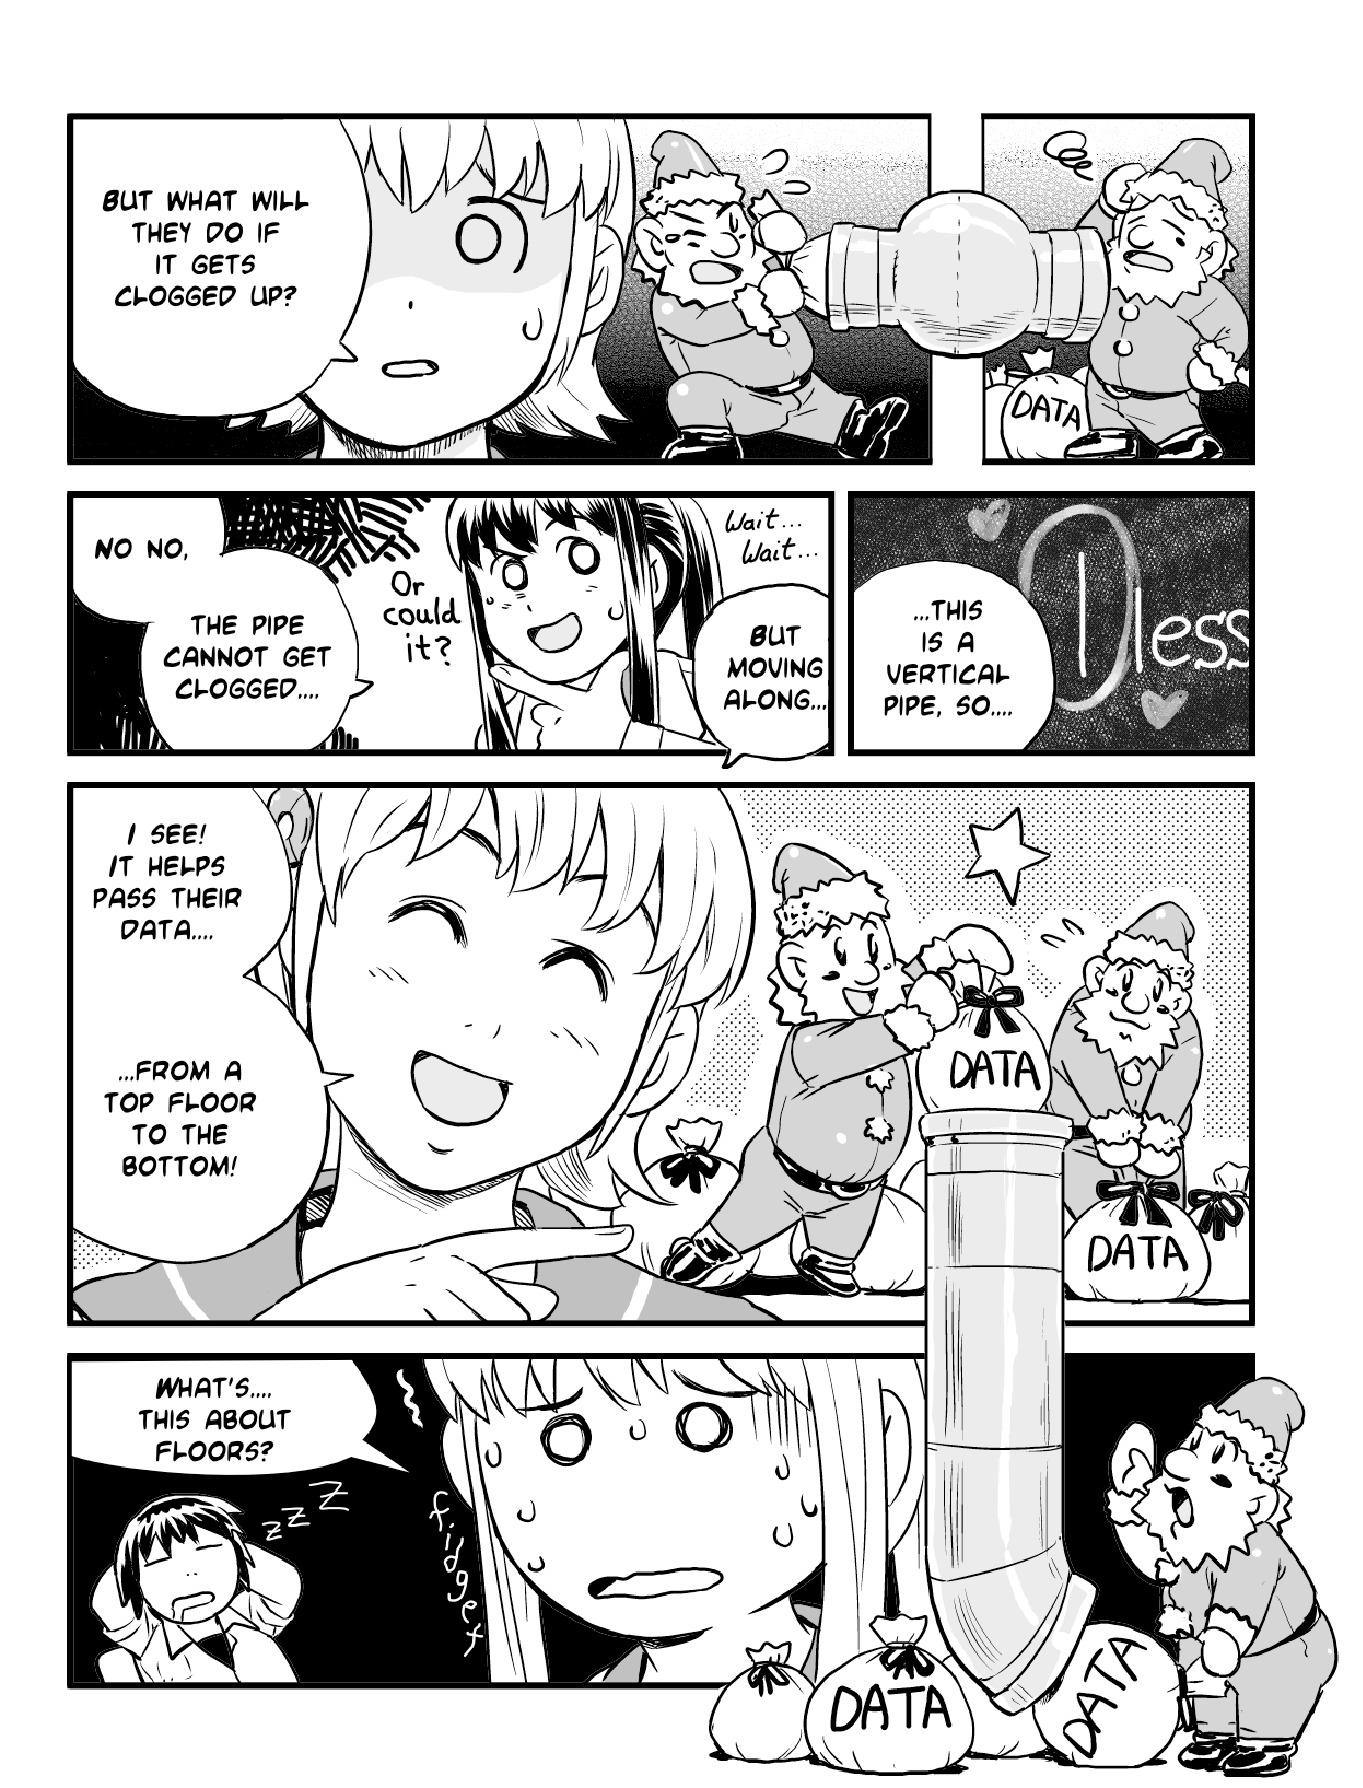 BUT WHAT WILL
THEY DO IF
IT GETS
CLOGGED UP?
DATA
NO NO,
THE PIPE
CANNOT GET
CLOGGED....
Or
could
it?
Wait...
Wait...
BUT
MOVING
ALONG...
...THIS
IS A
VERTICAL
PIPE, SO....
less
I SEE!
IT HELPS
PASS THEIR
DATA....
...FROM A
TOP FLOOR
TO THE
BOTTOM!
DATA
DATA
WHAT'S....
THIS ABOUT
FLOORS?
zzZ
fidget
DATA
DATA